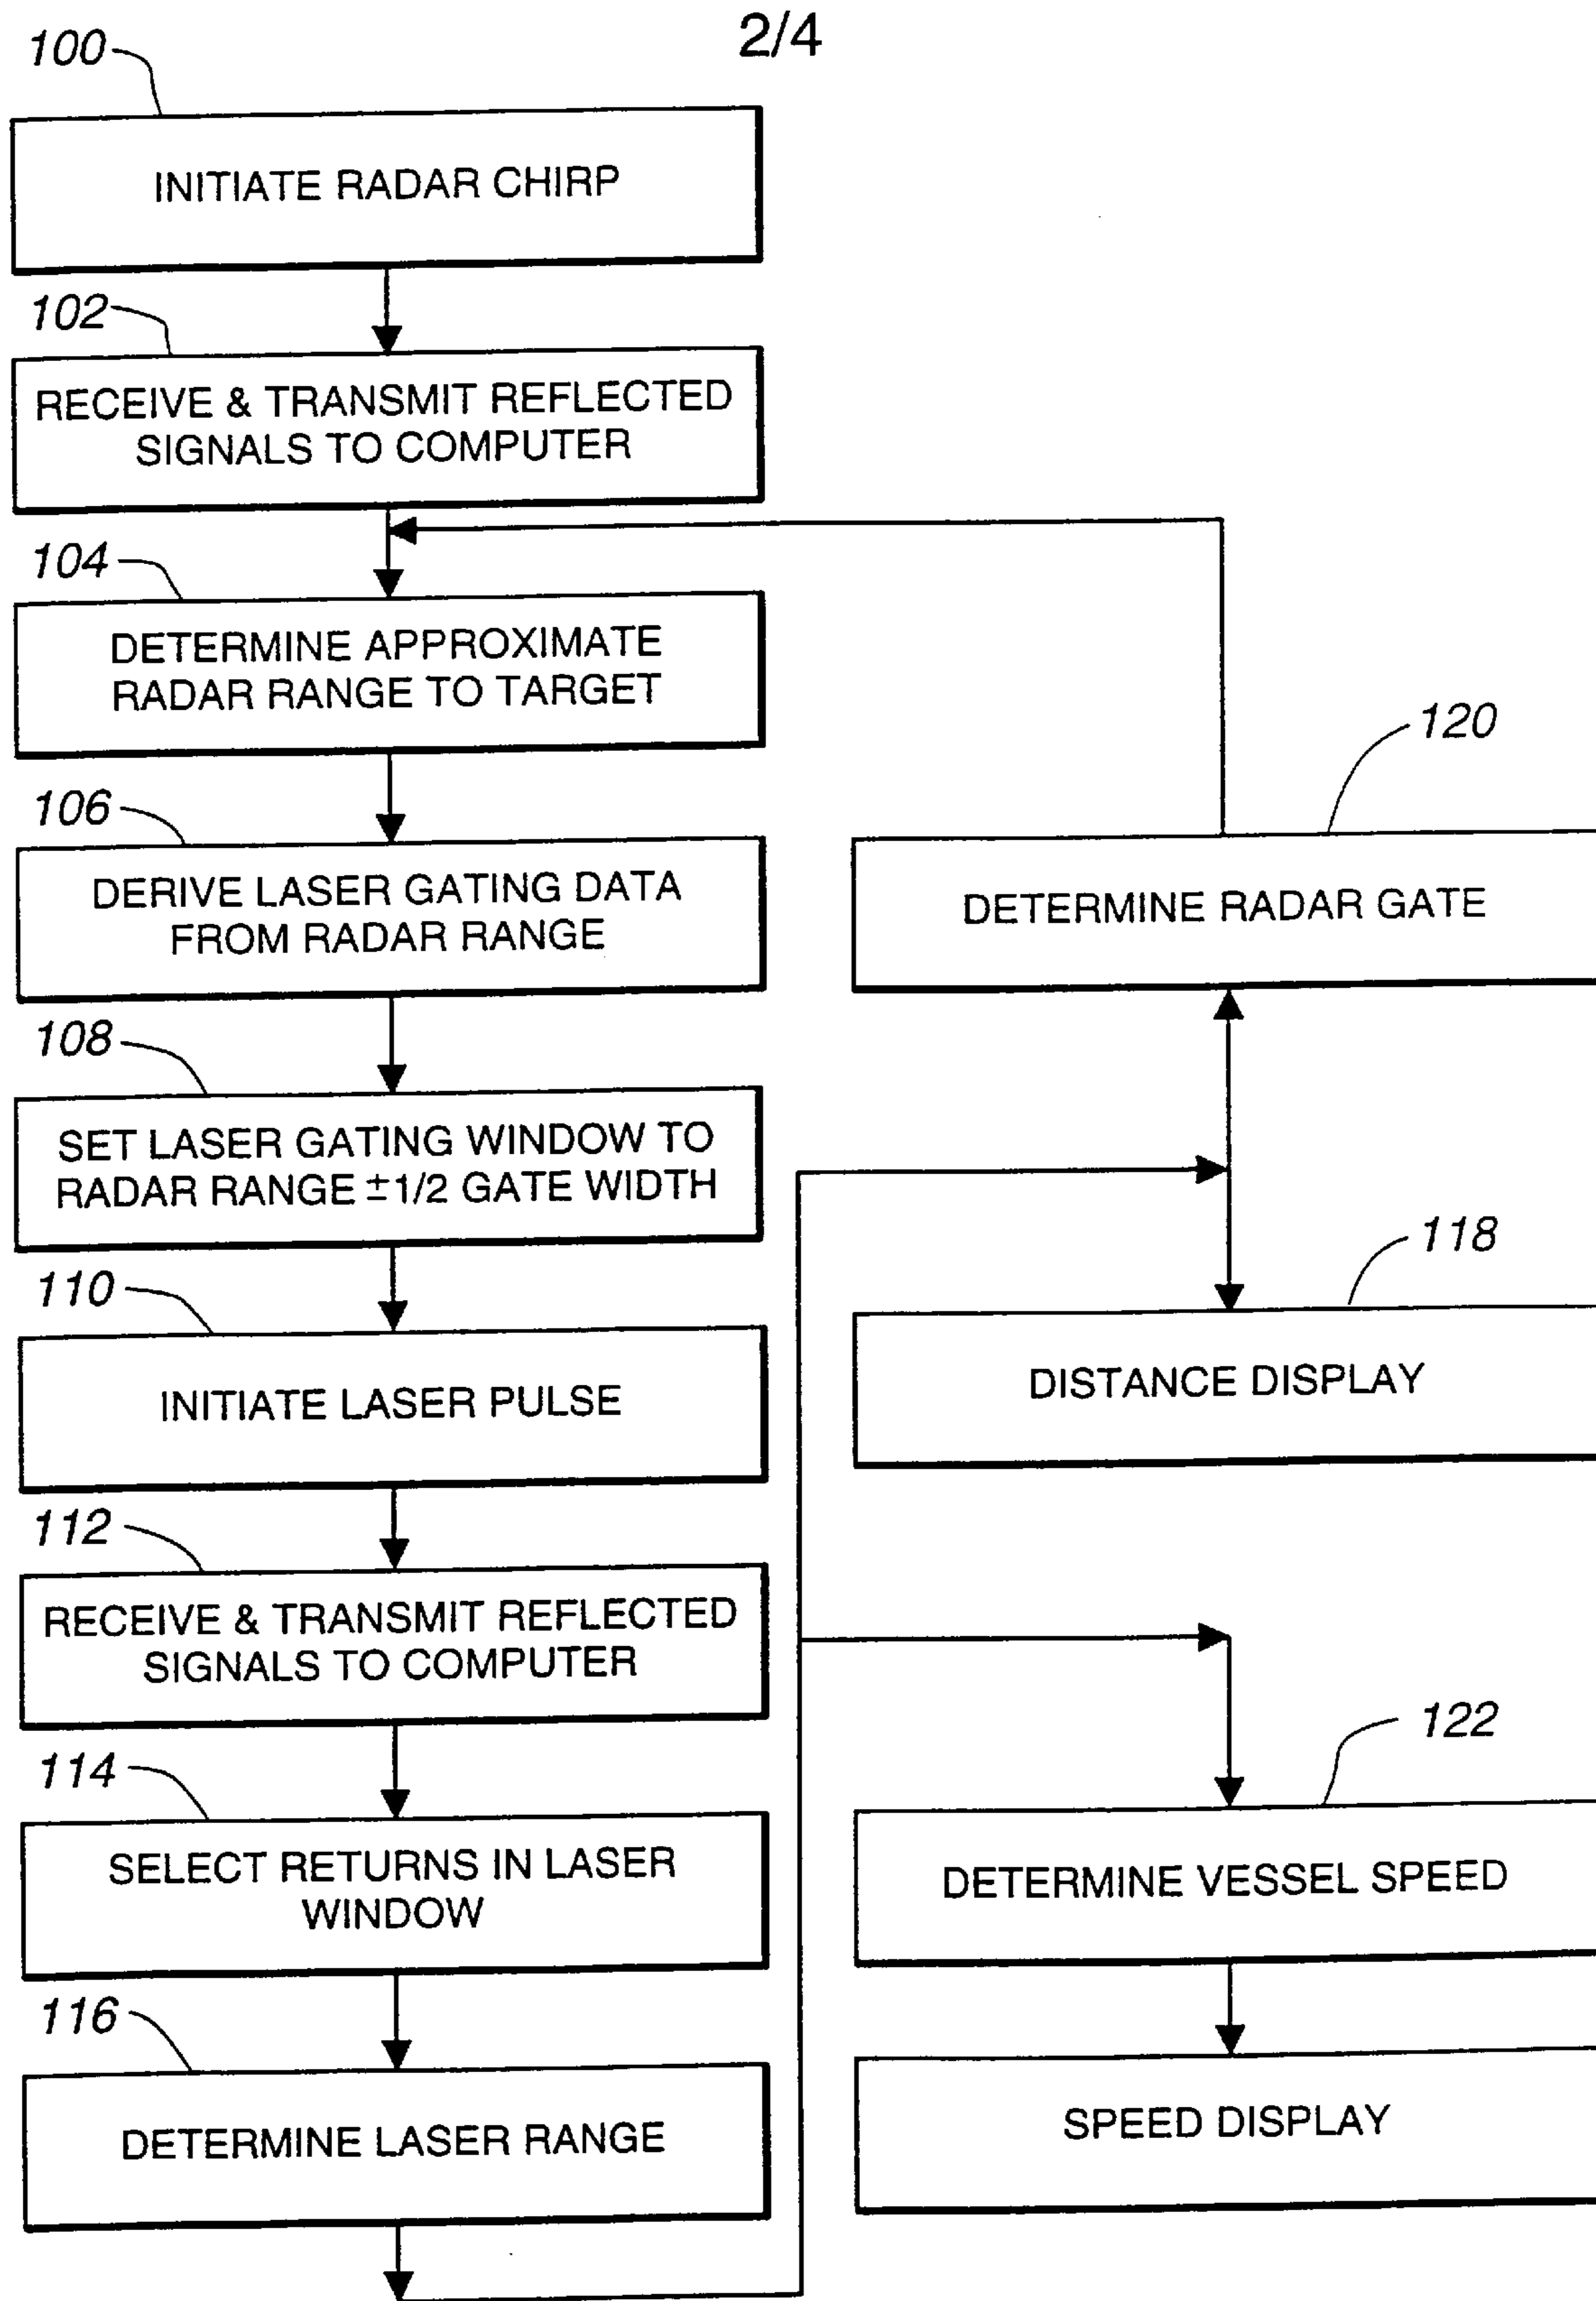 2/4
100
INITIATE RADAR CHIRP
102
RECEIVE & TRANSMIT REFLECTED
SIGNALS TO COMPUTER
104
DETERMINE APPROXIMATE
RADAR RANGE TO TARGET
106
DERIVE LASER GATING DATA
FROM RADAR RANGE
108
SET LASER GATING WINDOW TO
RADAR RANGE ±1/2 GATE WIDTH
110
INITIATE LASER PULSE
112
RECEIVE & TRANSMIT REFLECTED
SIGNALS TO COMPUTER
114
SELECT RETURNS IN LASER
WINDOW
116
DETERMINE LASER RANGE
120
DETERMINE RADAR GATE
118
DISTANCE DISPLAY
122
DETERMINE VESSEL SPEED
SPEED DISPLAY